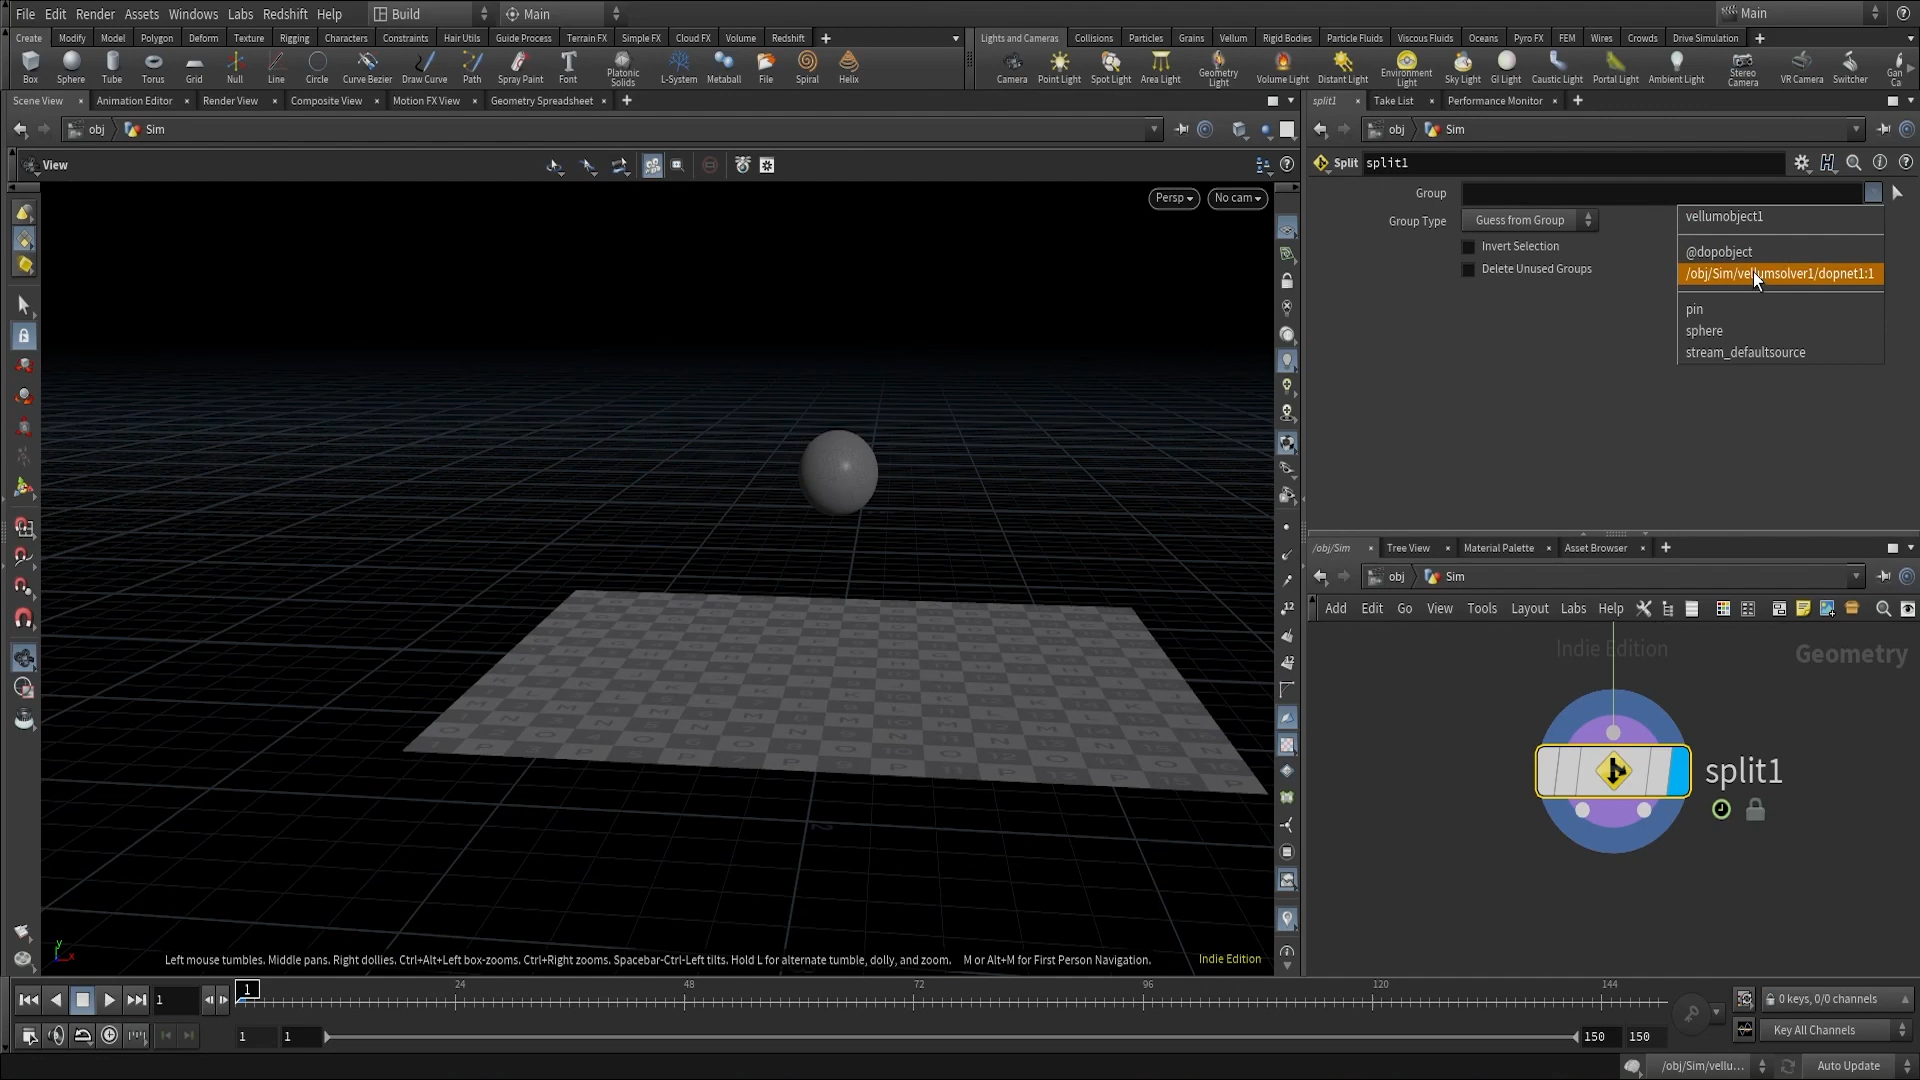 File Edit Render Assets Windows Labs Redshift Help Build Main Main
Create Modify Model Polygon Deform Texture Rigging Characters Constraints Hair Utils Guide Process Terrain FX Simple FX Cloud FX Volume Redshift
Lights and Cameras Collisions Particles Grains Vellum Rigid Bodies Particle Fluids Viscous Fluids Oceans Pyro FX FEM Wires Crowds Drive Simulation
Box Sphere Tube Torus Grid Null Line Circle Curve Bezier Draw Curve Path Spray Paint Font Platonic Solids L-System Metaball File Spiral Helix
Camera Point Light Spot Light Area Light Geometry Light Volume Light Distant Light Environment Light Sky Light GI Light Caustic Light Portal Light Ambient Light Stereo Camera VR Camera Switcher Gan Ca
Scene View Animation Editor Render View Composite View Motion FX View Geometry Spreadsheet
split1 Take List Performance Monitor
obj Sim
obj Sim
View
Split split1
Persp No cam
Group
Group Type Guess from Group
Invert Selection
Delete Unused Groups
vellumobject1
@dopobject
/obj/Sim/vellumsolver1/dopnet1:1
pin
sphere
stream_defaultsource
/obj/Sim Tree View Material Palette Asset Browser
obj Sim
Add Edit Go View Tools Layout Labs Help
Indie Edition
Geometry
split1
Left mouse tumbles. Middle pans. Right dollies. Ctrl+Alt+Left box-zooms. Ctrl+Right zooms. Spacebar-Ctrl-Left tilts. Hold L for alternate tumble, dolly, and zoom. M or Alt+M for First Person Navigation.
Indie Edition
1 1 24 48 72 96 120 144
0 keys, 0/0 channels
1 1 150 150
Key All Channels
/obj/Sim/vellu... Auto Update